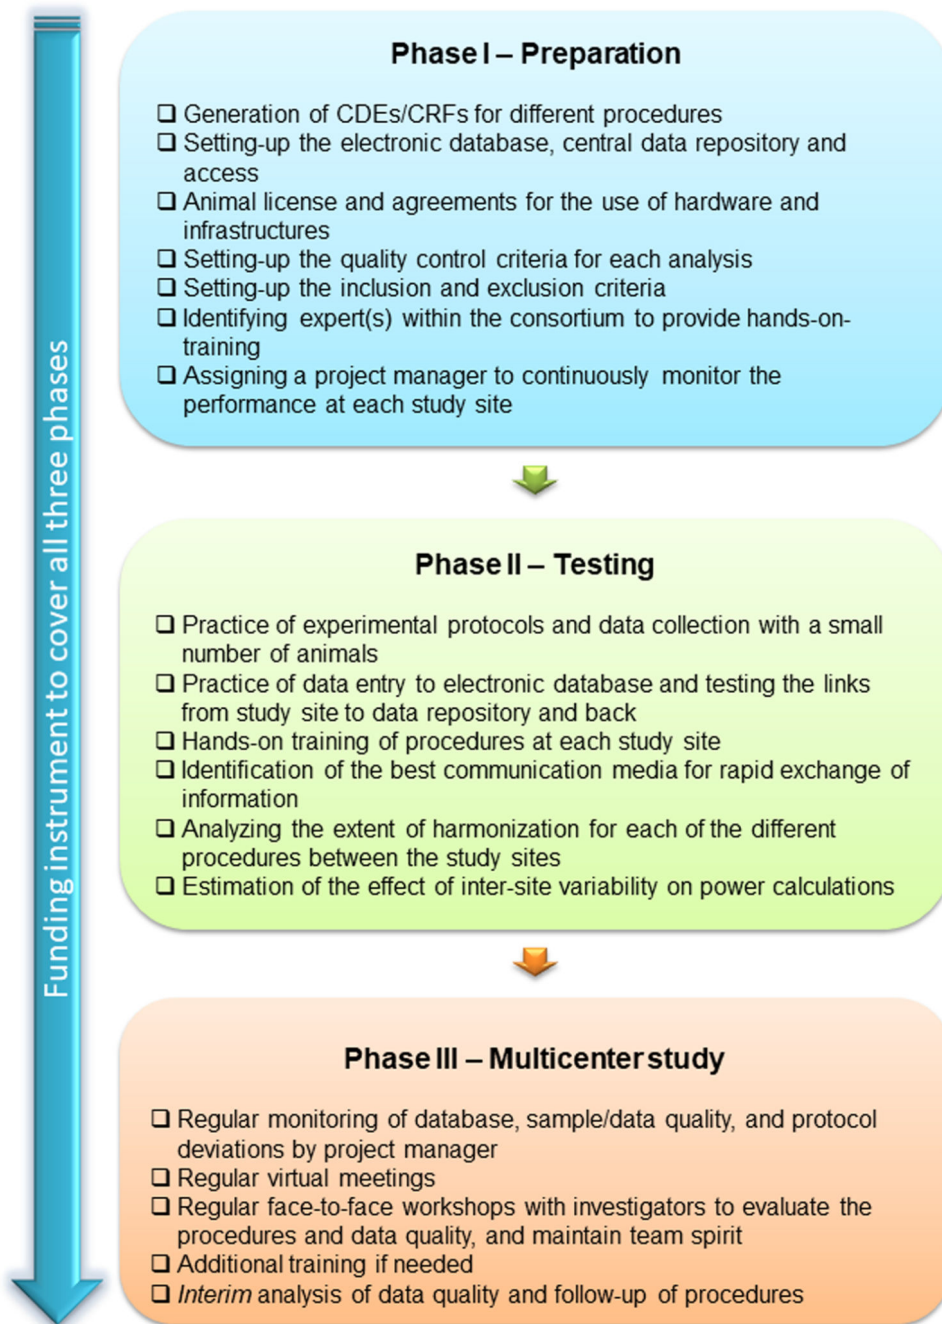 Funding instrument to cover all three phases
Phase I – Preparation
❑ Generation of CDEs/CRFs for different procedures
❑ Setting-up the electronic database, central data repository and
access
❑ Animal license and agreements for the use of hardware and
infrastructures
❑ Setting-up the quality control criteria for each analysis
❑ Setting-up the inclusion and exclusion criteria
❑ Identifying expert(s) within the consortium to provide hands-on-
training
❑ Assigning a project manager to continuously monitor the
performance at each study site
Phase II – Testing
❑ Practice of experimental protocols and data collection with a small
number of animals
❑ Practice of data entry to electronic database and testing the links
from study site to data repository and back
❑ Hands-on training of procedures at each study site
❑ Identification of the best communication media for rapid exchange of
information
❑ Analyzing the extent of harmonization for each of the different
procedures between the study sites
❑ Estimation of the effect of inter-site variability on power calculations
Phase III – Multicenter study
❑ Regular monitoring of database, sample/data quality, and protocol
deviations by project manager
❑ Regular virtual meetings
❑ Regular face-to-face workshops with investigators to evaluate the
procedures and data quality, and maintain team spirit
❑ Additional training if needed
❑ Interim analysis of data quality and follow-up of procedures